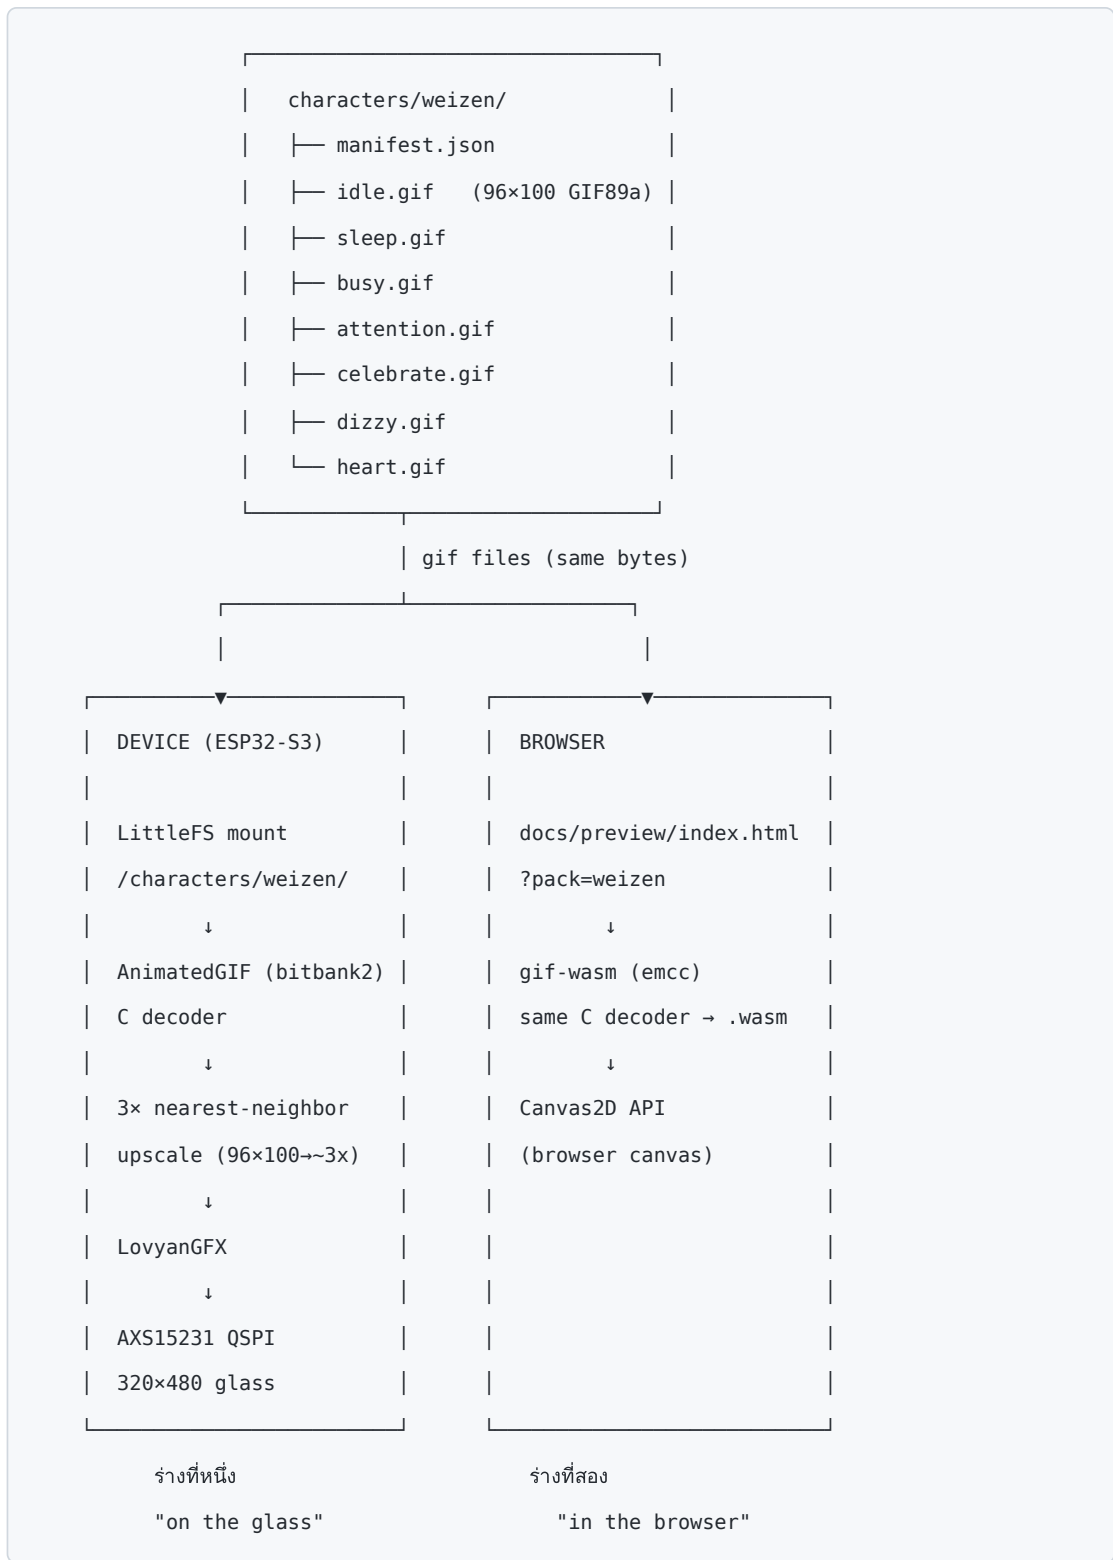 characters/weizen/
├── manifest.json
├── idle.gif (96×100 GIF89a)
├── sleep.gif
├── busy.gif
├── attention.gif
├── celebrate.gif
├── dizzy.gif
└── heart.gif
gif files (same bytes)
DEVICE (ESP32-S3) BROWSER
LittleFS mount docs/preview/index.html
/characters/weizen/ ?pack=weizen
↓ ↓
AnimatedGIF (bitbank2) gif-wasm (emcc)
C decoder same C decoder → .wasm
↓ ↓
3× nearest-neighbor Canvas2D API
upscale (96×100→~3x) (browser canvas)
↓
LovyanGFX
↓
AXS15231 QSPI
320×480 glass
ร่างที่หนึ่ง ร่างที่สอง
"on the glass" "in the browser"